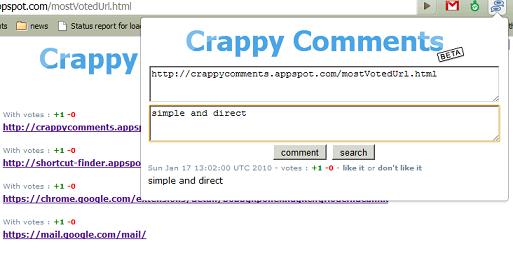 ppspot.com/mostVotedUrl.html
bs
news
Status report for loa
Crappy
With votes : +1 -0
http://crappycomments.apps
With votes : +1 -0
http://shortcut-finder.appspo
With votes : +1 -0
https://chrome.google.com/
With votes : +1 -0
https://mail.google.com/mail/
Crappy Comments
BETA
http://crappycomments.appspot.com/mostVotedUrl.html
simple and direct
comment search
Sun Jan 17 13:02:00 UTC 2010 - votes : +1 -0 - like it or don't like it
simple and direct